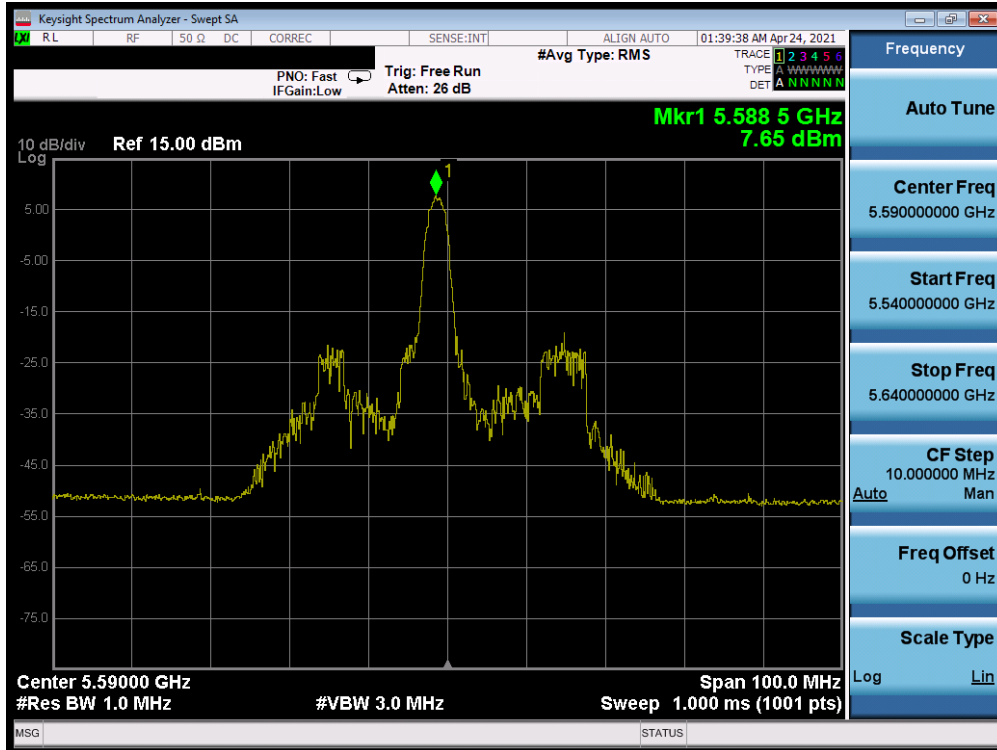 Keysight Spectrum Analyzer - Swept SA
LXI RL RF 50 Ω DC CORREC SENSE:INT ALIGN AUTO 01:39:38 AM Apr 24, 2021
PNO: Fast
IFGain:Low
Trig: Free Run
Atten: 26 dB
#Avg Type: RMS
TRACE 1 2 3 4 5 6
TYPE A WWWWW
DET A N N N N N
Mkr1 5.588 5 GHz
7.65 dBm
10 dB/div Ref 15.00 dBm
Log
1
5.00
-5.00
-15.0
-25.0
-35.0
-45.0
-55.0
-65.0
-75.0
Center 5.59000 GHz Span 100.0 MHz
#Res BW 1.0 MHz #VBW 3.0 MHz Sweep 1.000 ms (1001 pts)
MSG STATUS
Frequency
Auto Tune
Center Freq
5.590000000 GHz
Start Freq
5.540000000 GHz
Stop Freq
5.640000000 GHz
CF Step
10.000000 MHz
Auto Man
Freq Offset
0 Hz
Scale Type
Log Lin